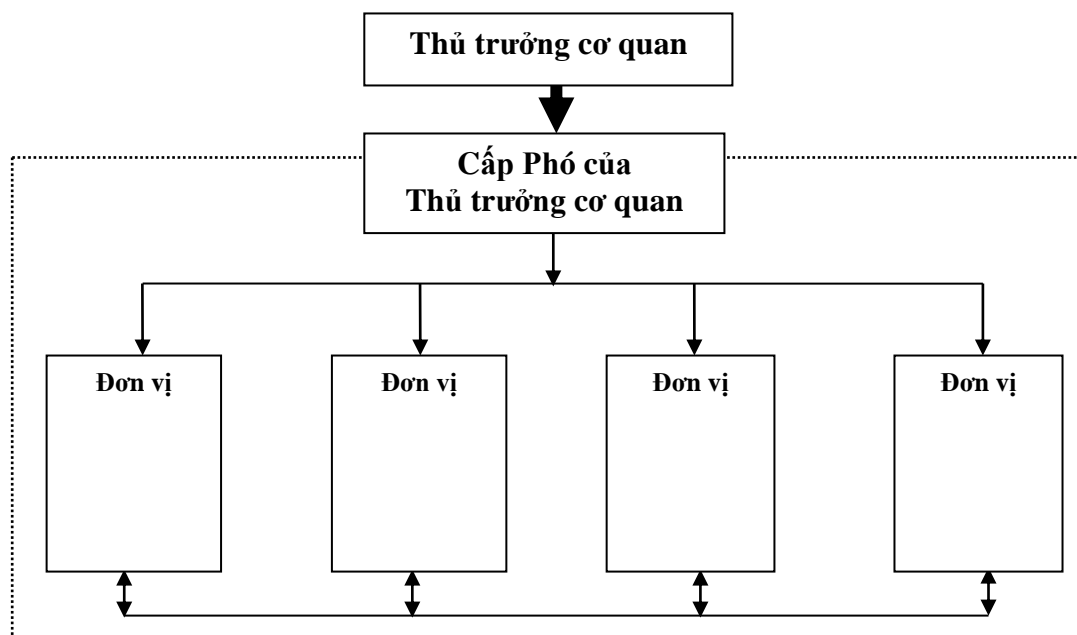 Thủ trưởng cơ quan
Cấp Phó của
Thủ trưởng cơ quan
Đơn vị
Đơn vị
Đơn vị
Đơn vị